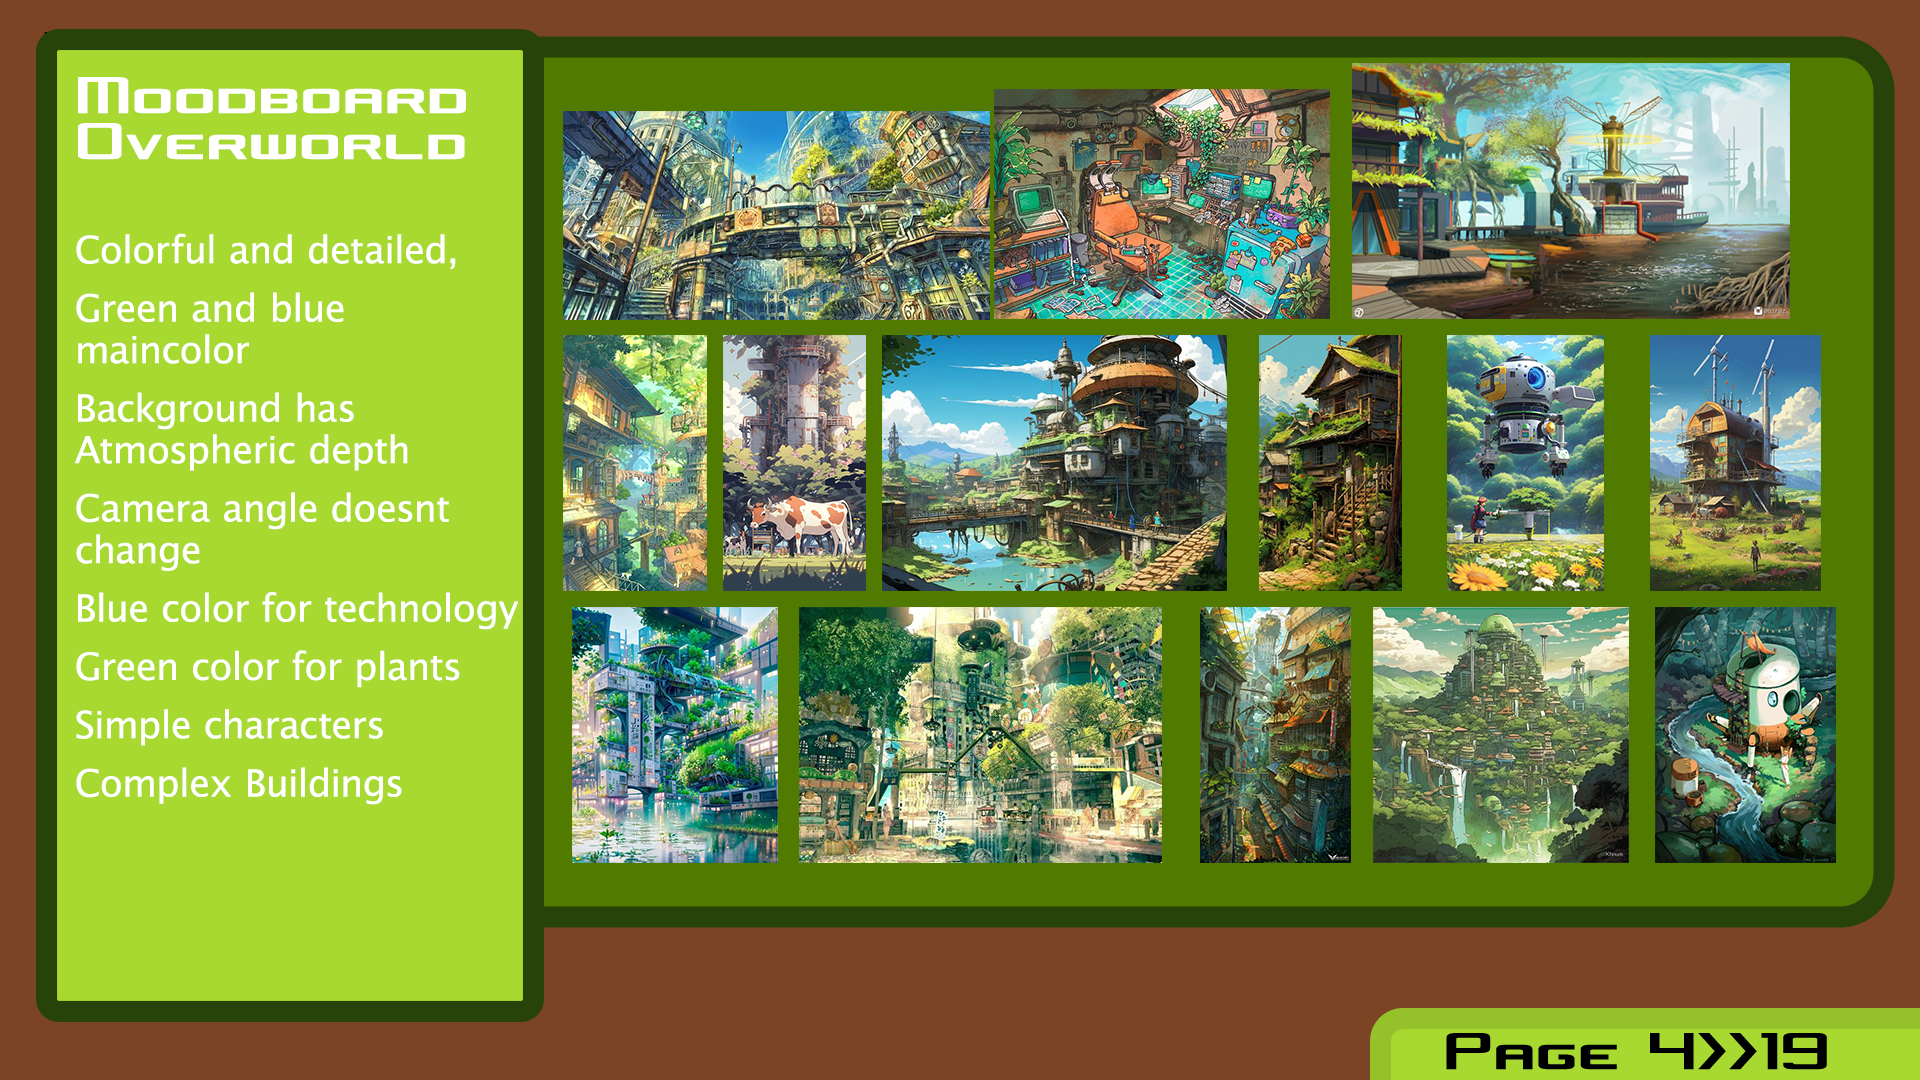 Moodboard
Overworld
Colorful and detailed,
Green and blue
maincolor
Background has
Atmospheric depth
Camera angle doesnt
change
Blue color for technology
Green color for plants
Simple characters
Complex Buildings
Page 4>>19